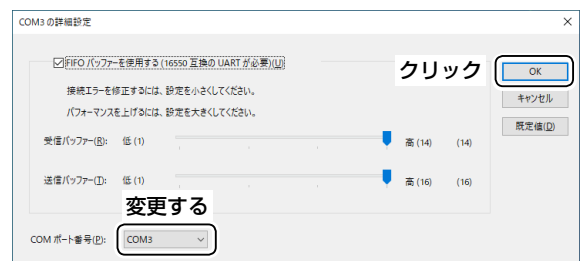 COM3 の詳細設定
FIFO バッファーを使用する (16550 互換の UART が必要)(U)
クリック
OK
接続エラーを修正するには、設定を小さくしてください。
キャンセル
パフォーマンスを上げるには、設定を大きくしてください。
既定値(D)
受信バッファー(R): 低 (1) 高 (14) (14)
送信バッファー(T): 低 (1) 高 (16) (16)
変更する
COM ポート番号(P): COM3